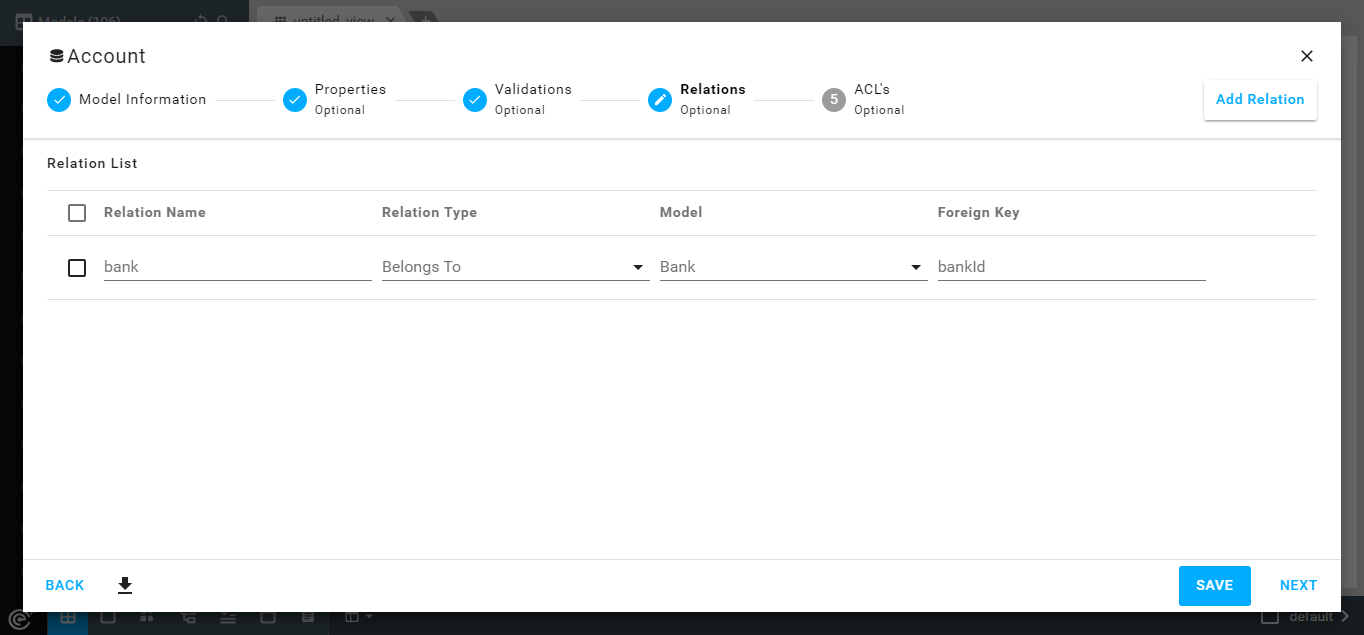 Models (196)
untitled_view
Account
Model Information
Properties
Optional
Validations
Optional
Relations
Optional
5
ACL's
Optional
Add Relation
Relation List
Relation Name Relation Type Model Foreign Key
bank Belongs To Bank bankId
BACK SAVE NEXT
default